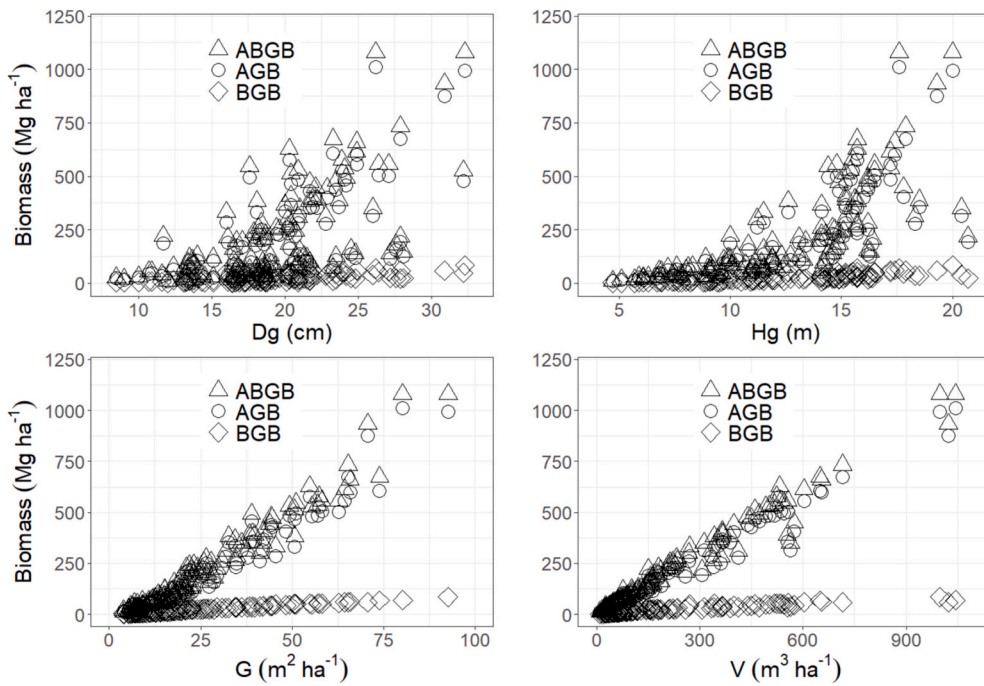 1250
1000
750
500
250
0
Biomass (Mg ha⁻¹)
ABGB
AGB
BGB
10 15 20 25 30
Dg (cm)
1250
1000
750
500
250
0
ABGB
AGB
BGB
5 10 15 20
Hg (m)
1250
1000
750
500
250
0
Biomass (Mg ha⁻¹)
ABGB
AGB
BGB
0 25 50 75 100
G (m² ha⁻¹)
1250
1000
750
500
250
0
ABGB
AGB
BGB
0 300 600 900
V (m³ ha⁻¹)